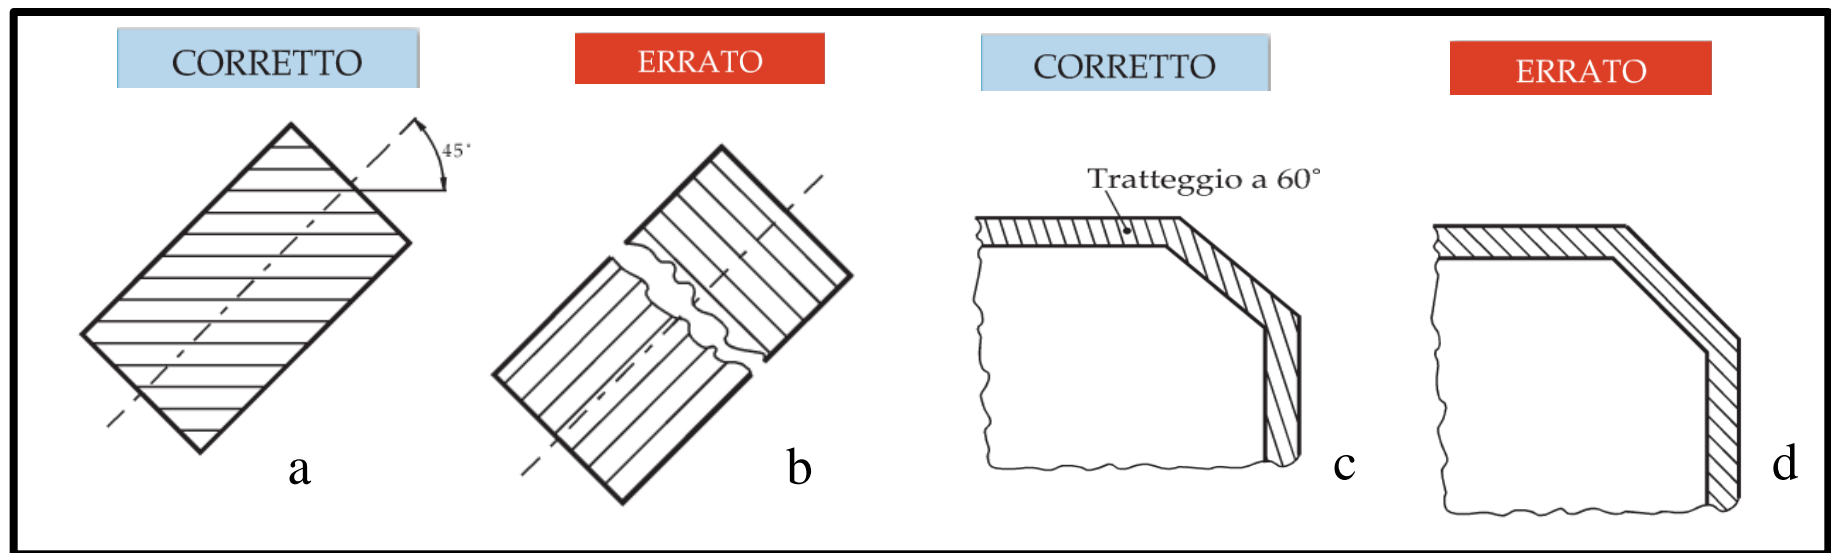 CORRETTO
ERRATO
CORRETTO
ERRATO
45°
Tratteggio a 60°
a
b
c
d